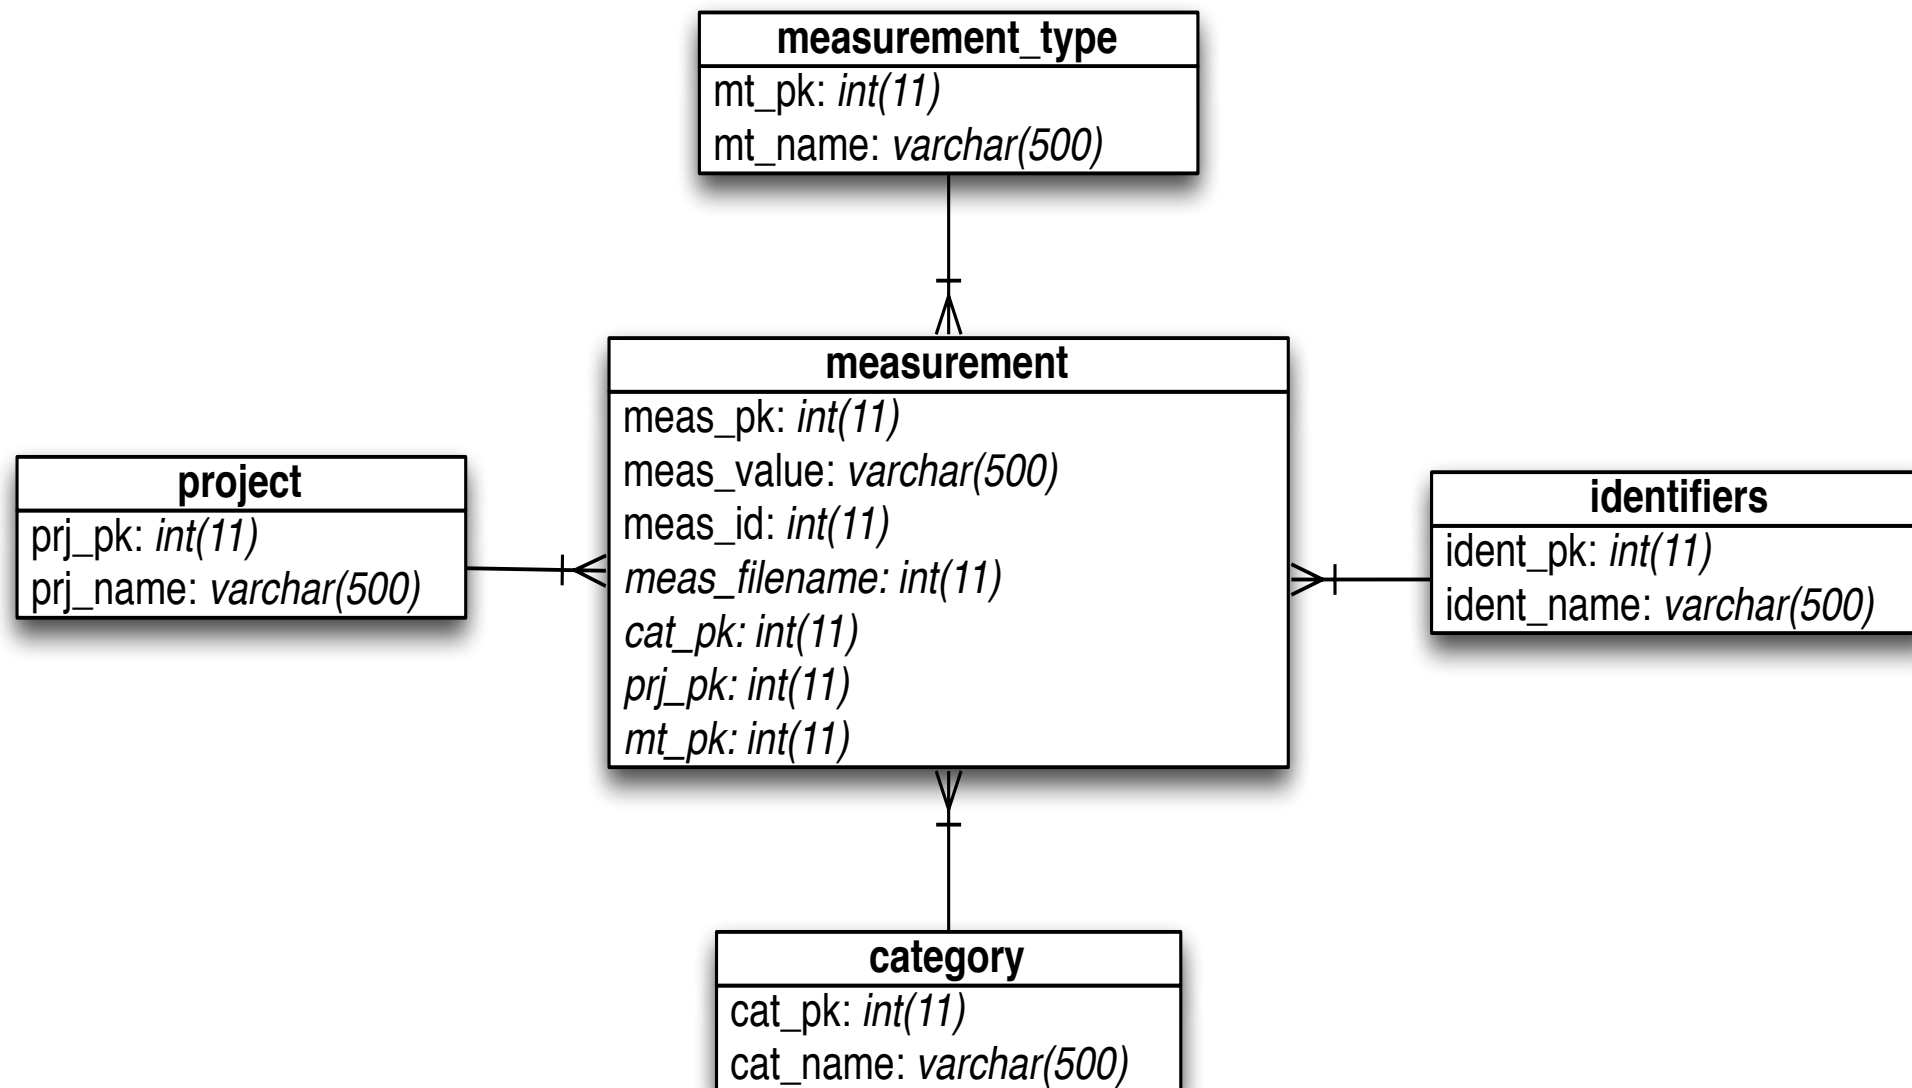 measurement_type
mt_pk: int(11)
mt_name: varchar(500)
measurement
meas_pk: int(11)
meas_value: varchar(500)
meas_id: int(11)
meas_filename: int(11)
cat_pk: int(11)
prj_pk: int(11)
mt_pk: int(11)
project
prj_pk: int(11)
prj_name: varchar(500)
identifiers
ident_pk: int(11)
ident_name: varchar(500)
category
cat_pk: int(11)
cat_name: varchar(500)